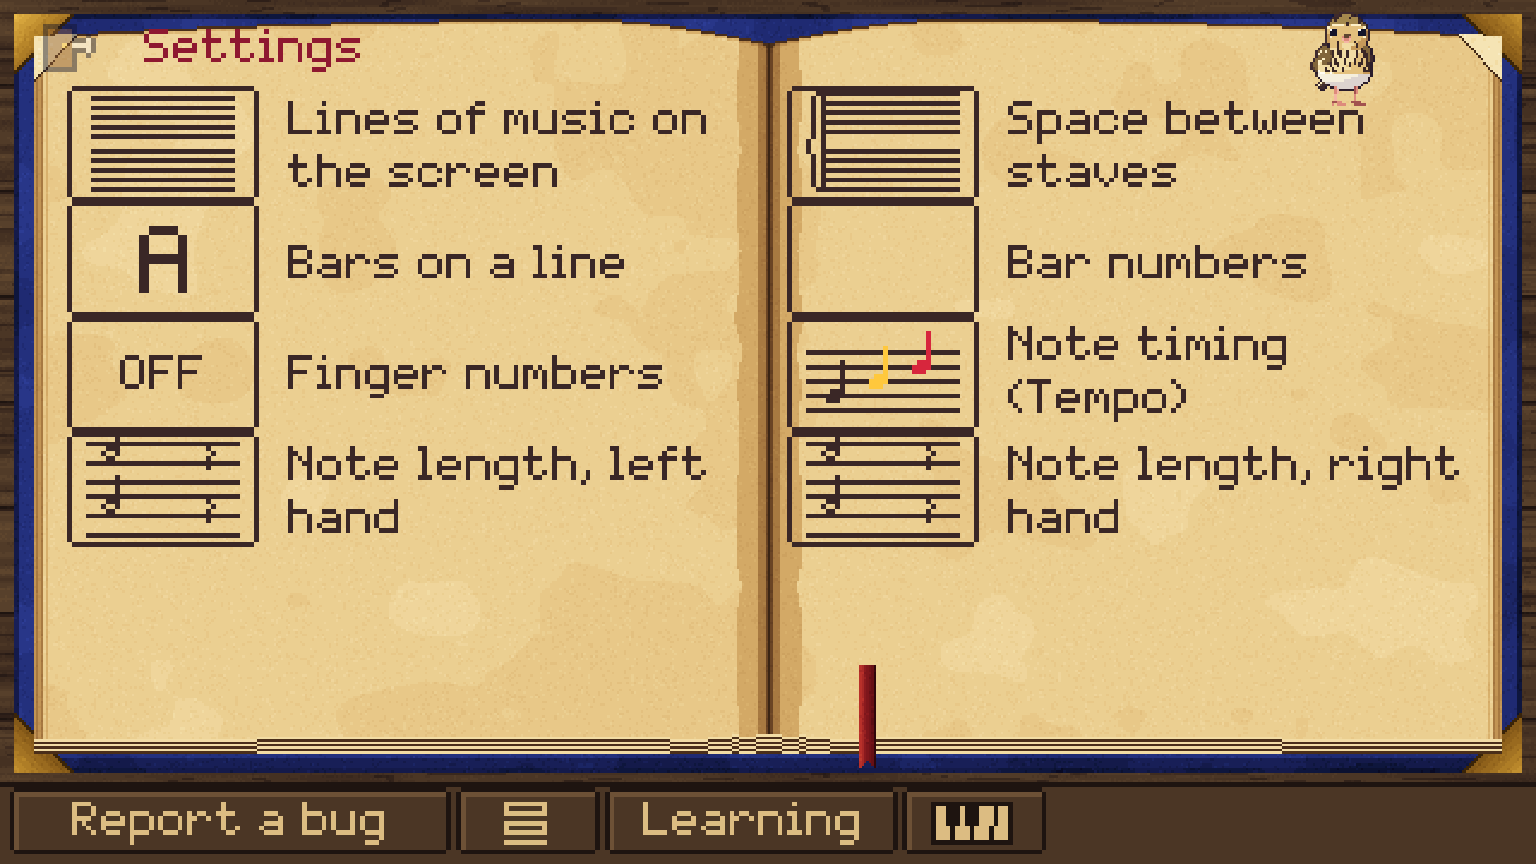 Settings
Lines of music on
the screen
A
Bars on a line
OFF
Finger numbers
Note length, left
hand
Space between
staves
Bar numbers
Note timing
(Tempo)
Note length, right
hand
Report a bug
Learning